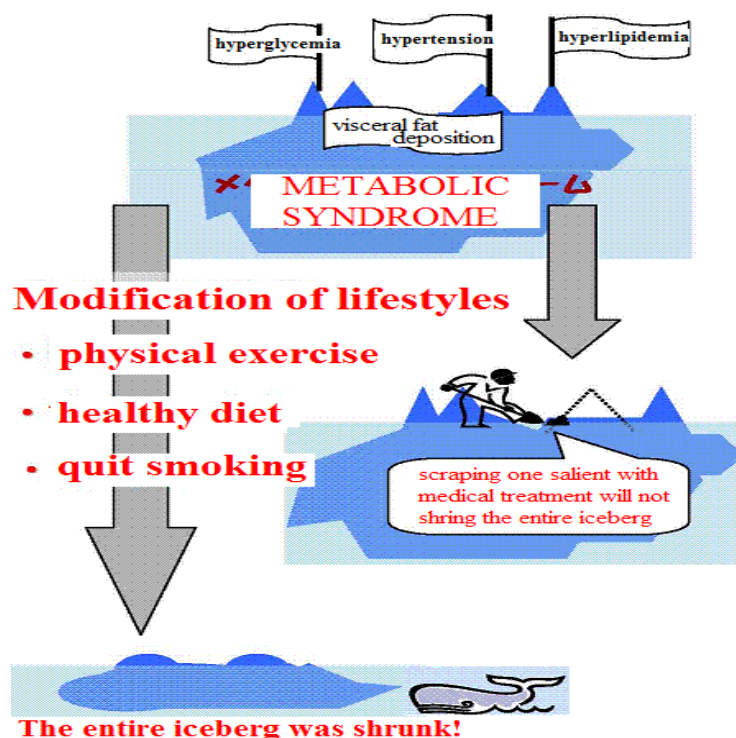 hyperglycemia
hypertension
hyperlipidemia
visceral fat
deposition
METABOLIC
SYNDROME
Modification of lifestyles
• physical exercise
• healthy diet
• quit smoking
scraping one salient with
medical treatment will not
shring the entire iceberg
The entire iceberg was shrunk!